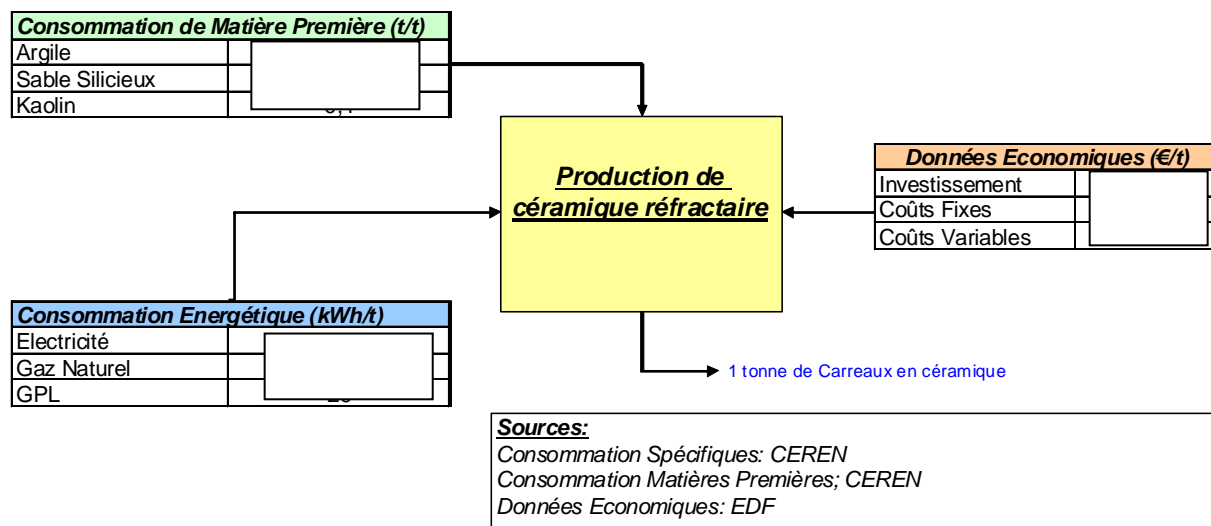 Consommation de Matière Première (t/t)
Argile
Sable Silicieux
Kaolin
Production de
céramique réfractaire
Données Economiques (€/t)
Investissement
Coûts Fixes
Coûts Variables
Consommation Energétique (kWh/t)
Electricité
Gaz Naturel
GPL
1 tonne de Carreaux en céramique
Sources:
Consommation Spécifiques: CEREN
Consommation Matières Premières; CEREN
Données Economiques: EDF